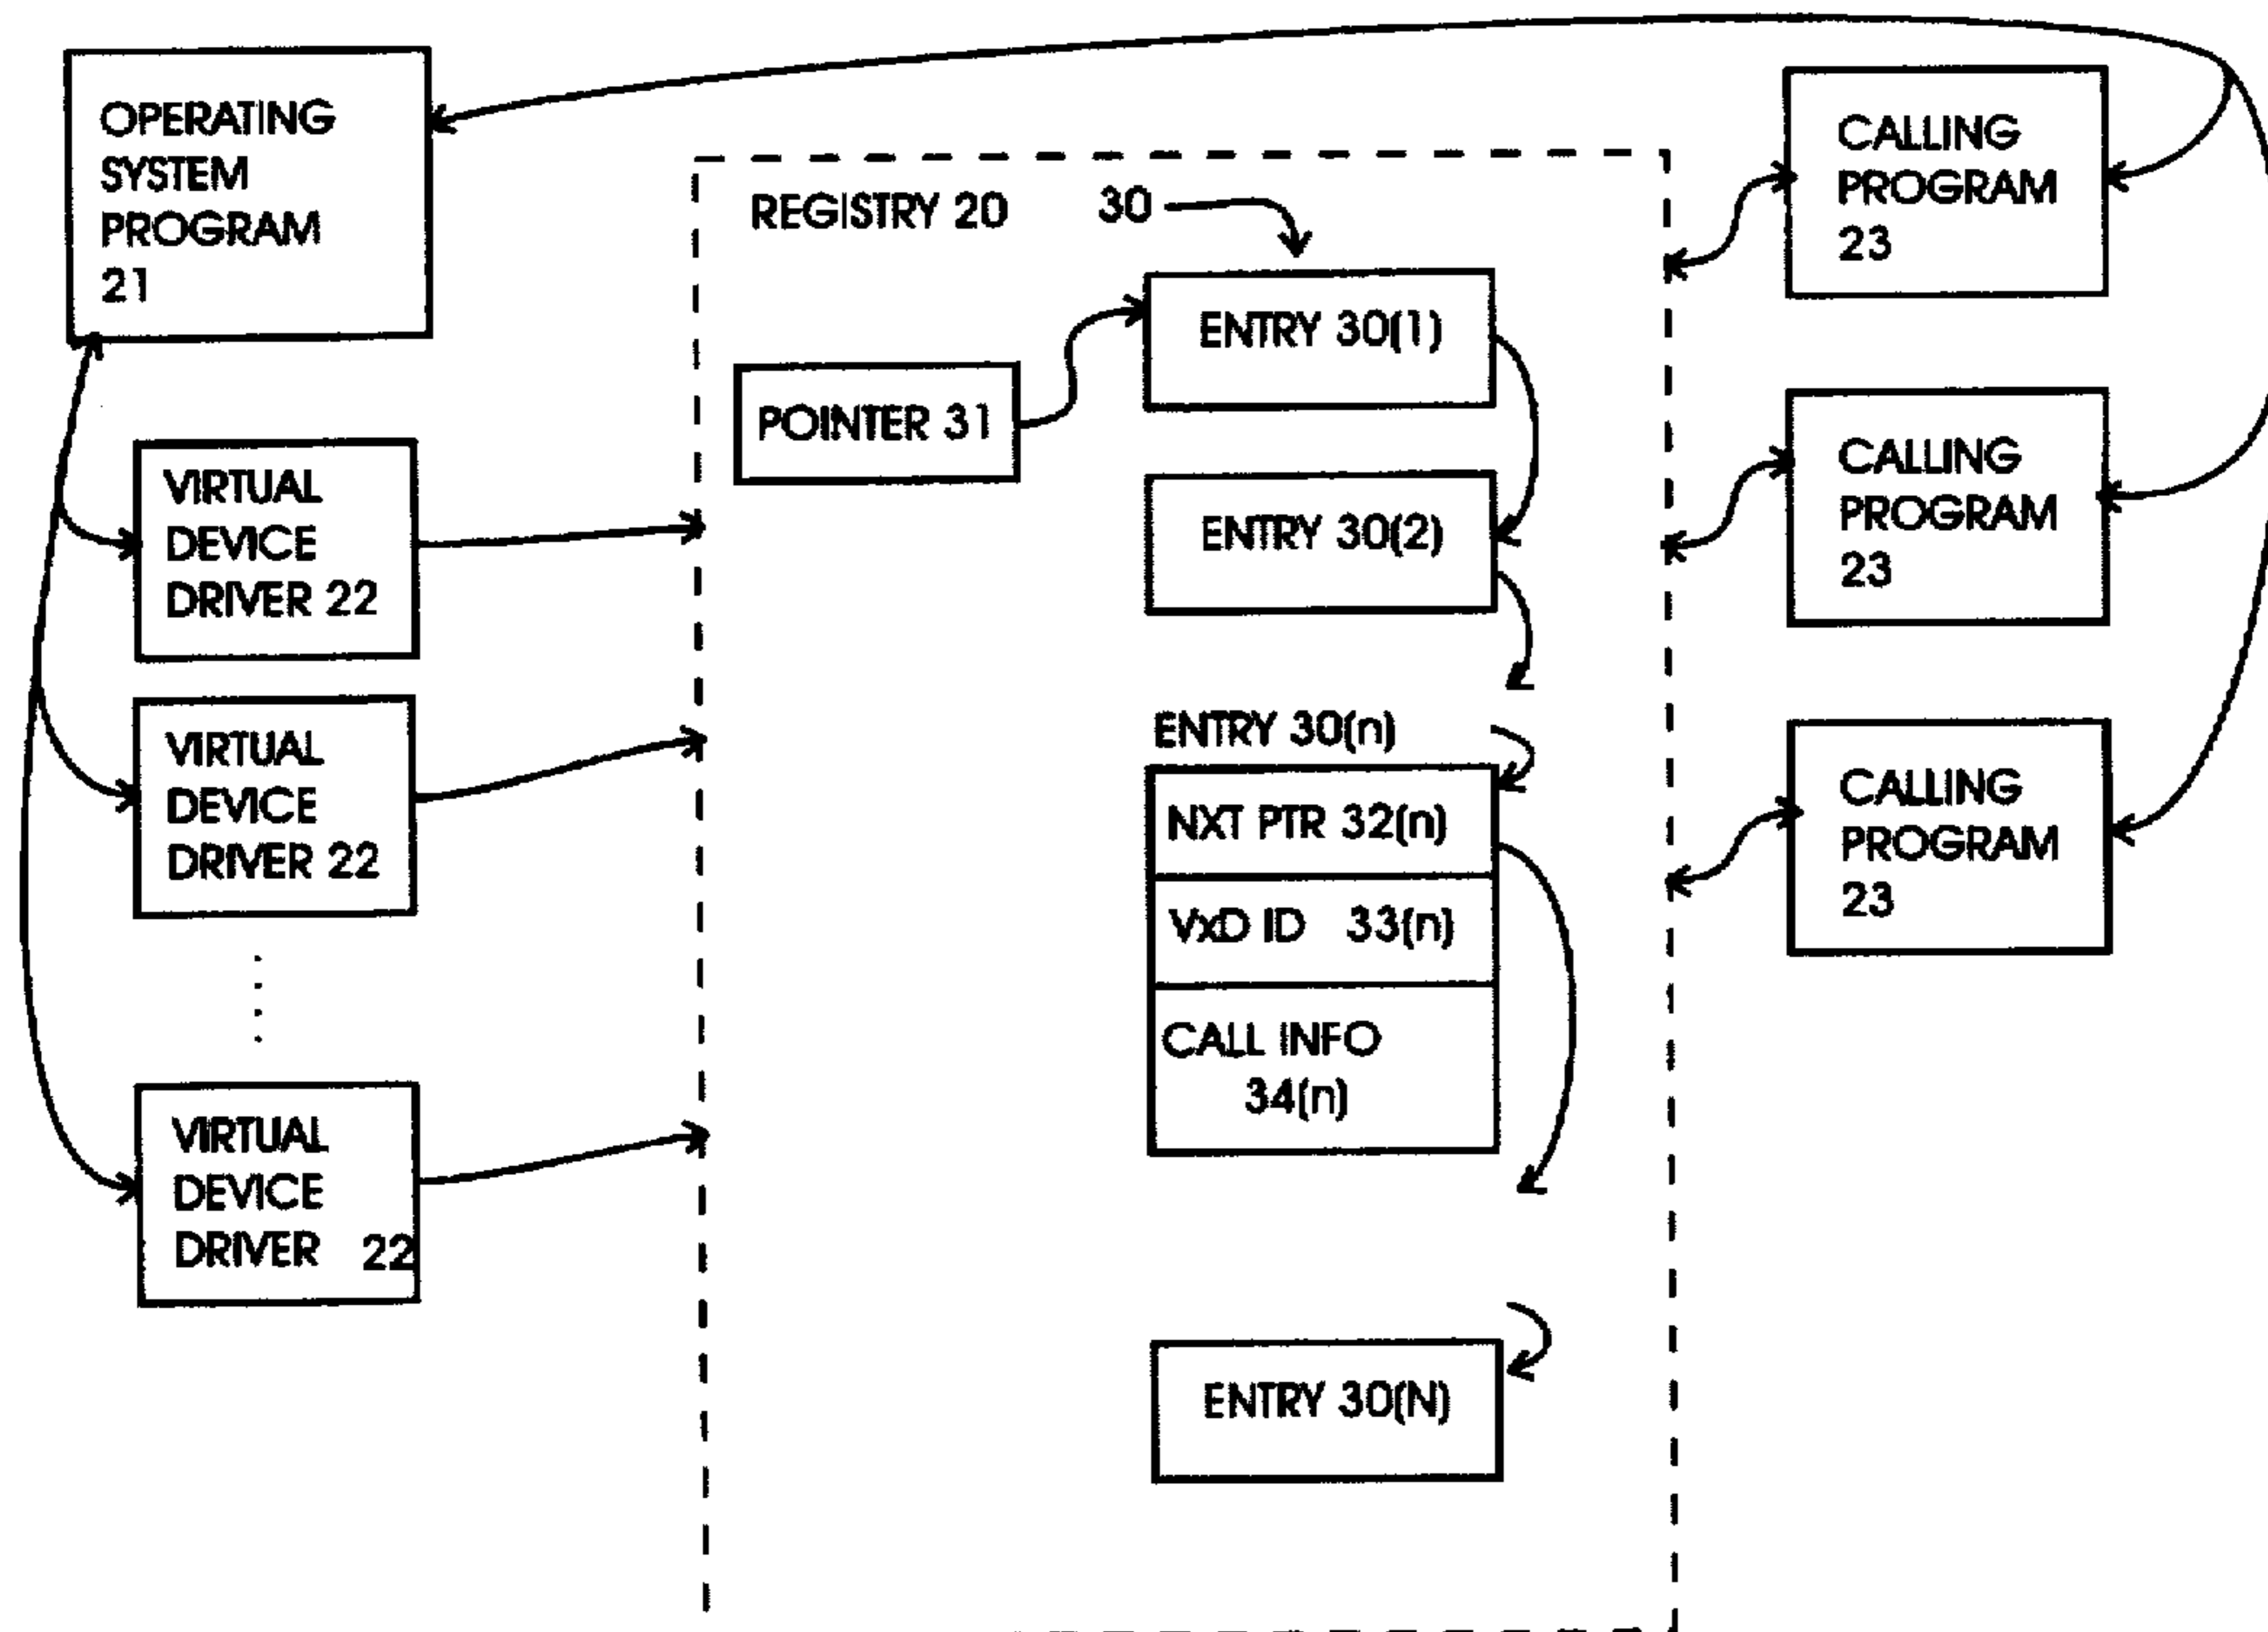 OPERATING
SYSTEM
PROGRAM
21
VIRTUAL
DEVICE
DRIVER 22
VIRTUAL
DEVICE
DRIVER 22
VIRTUAL
DEVICE
DRIVER 22
REGISTRY 20
30
POINTER 31
ENTRY 30(1)
ENTRY 30(2)
ENTRY 30(n)
NXT PTR 32(n)
VxD ID 33(n)
CALL INFO
34(n)
ENTRY 30(N)
CALLING
PROGRAM
23
CALLING
PROGRAM
23
CALLING
PROGRAM
23